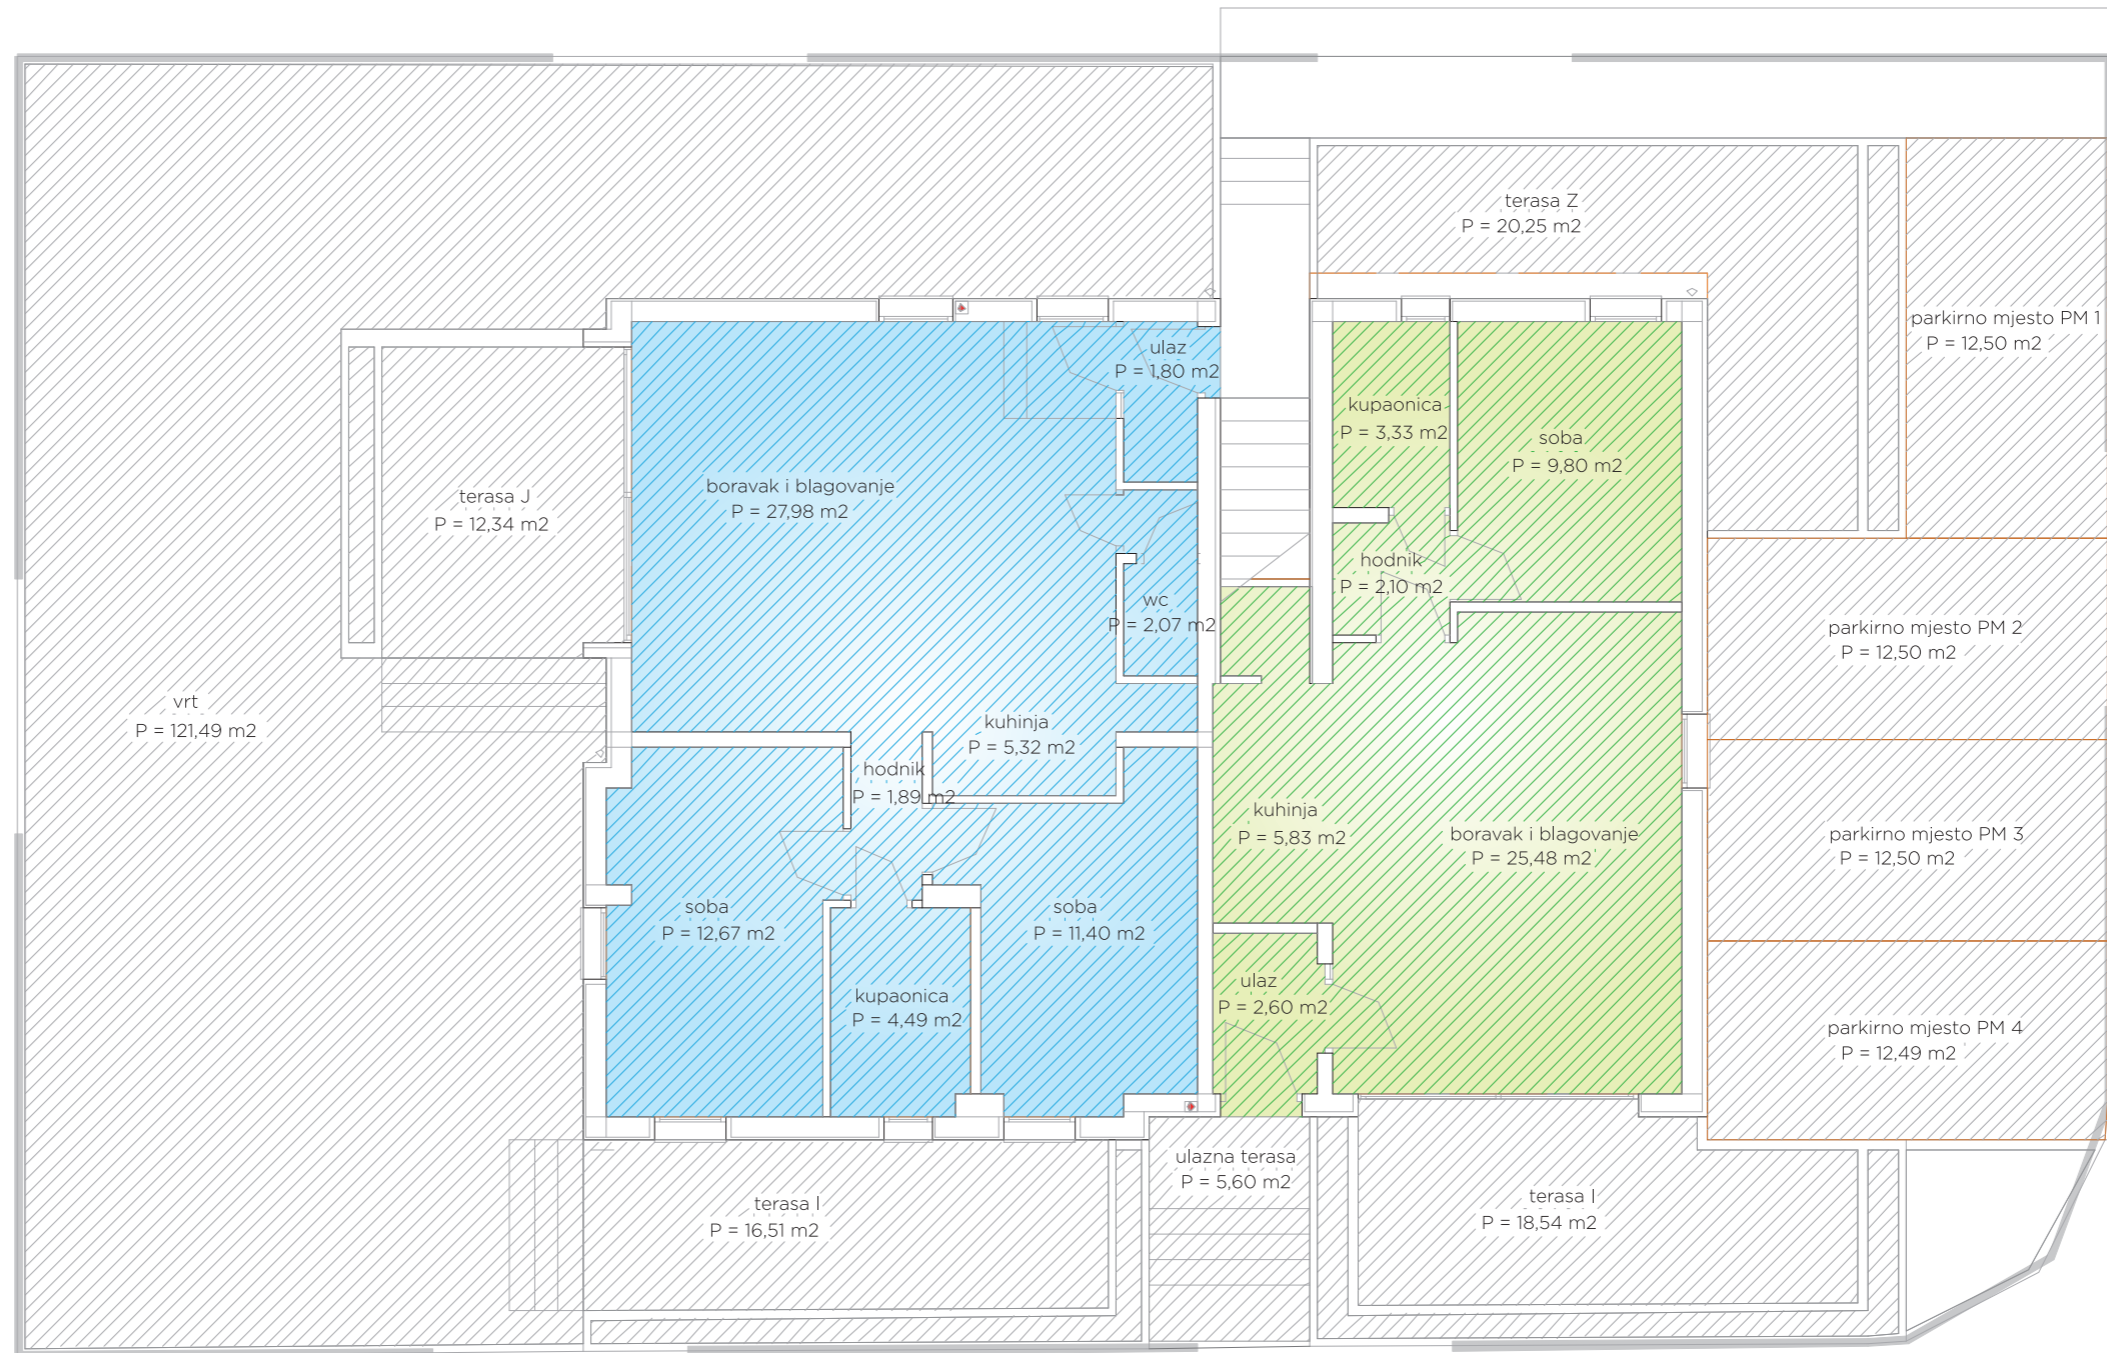 terasa Z
P = 20,25 m2
parkirno mjesto PM 1
P = 12,50 m2
ulaz
P = 1,80 m2
kupaonica
P = 3,33 m2
soba
P = 9,80 m2
boravak i blagovanje
P = 27,98 m2
terasa J
P = 12,34 m2
hodnik
P = 2,10 m2
wc
P = 2,07 m2
parkirno mjesto PM 2
P = 12,50 m2
vrt
P = 121,49 m2
kuhinja
P = 5,32 m2
hodnik
P = 1,89 m2
kuhinja
P = 5,83 m2
boravak i blagovanje
P = 25,48 m2
parkirno mjesto PM 3
P = 12,50 m2
soba
P = 12,67 m2
soba
P = 11,40 m2
kupaonica
P = 4,49 m2
ulaz
P = 2,60 m2
parkirno mjesto PM 4
P = 12,49 m2
ulazna terasa
P = 5,60 m2
terasa I
P = 16,51 m2
terasa I
P = 18,54 m2